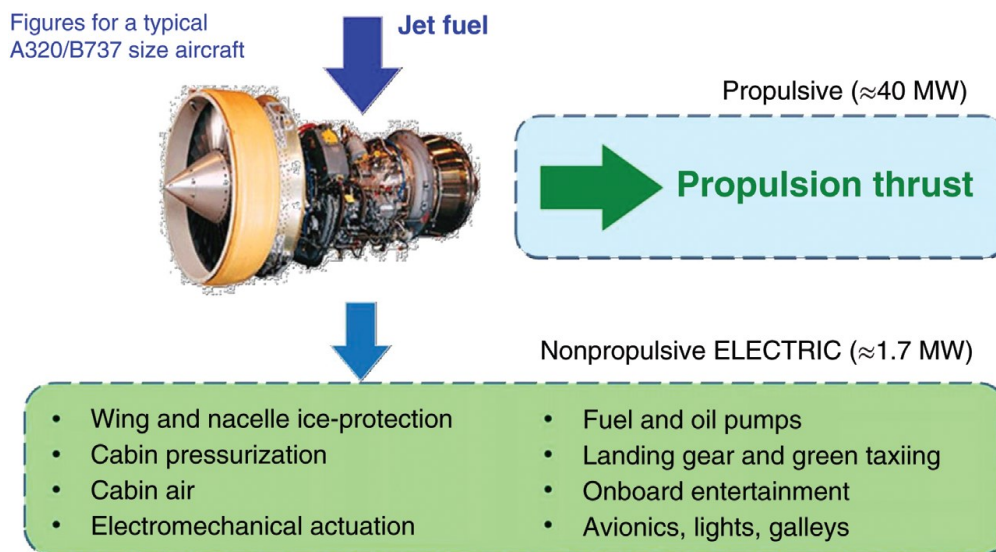 Figures for a typical
A320/B737 size aircraft
Jet fuel
Propulsive (≈40 MW)
Propulsion thrust
Nonpropulsive ELECTRIC (≈1.7 MW)
• Wing and nacelle ice-protection
• Cabin pressurization
• Cabin air
• Electromechanical actuation
• Fuel and oil pumps
• Landing gear and green taxiing
• Onboard entertainment
• Avionics, lights, galleys